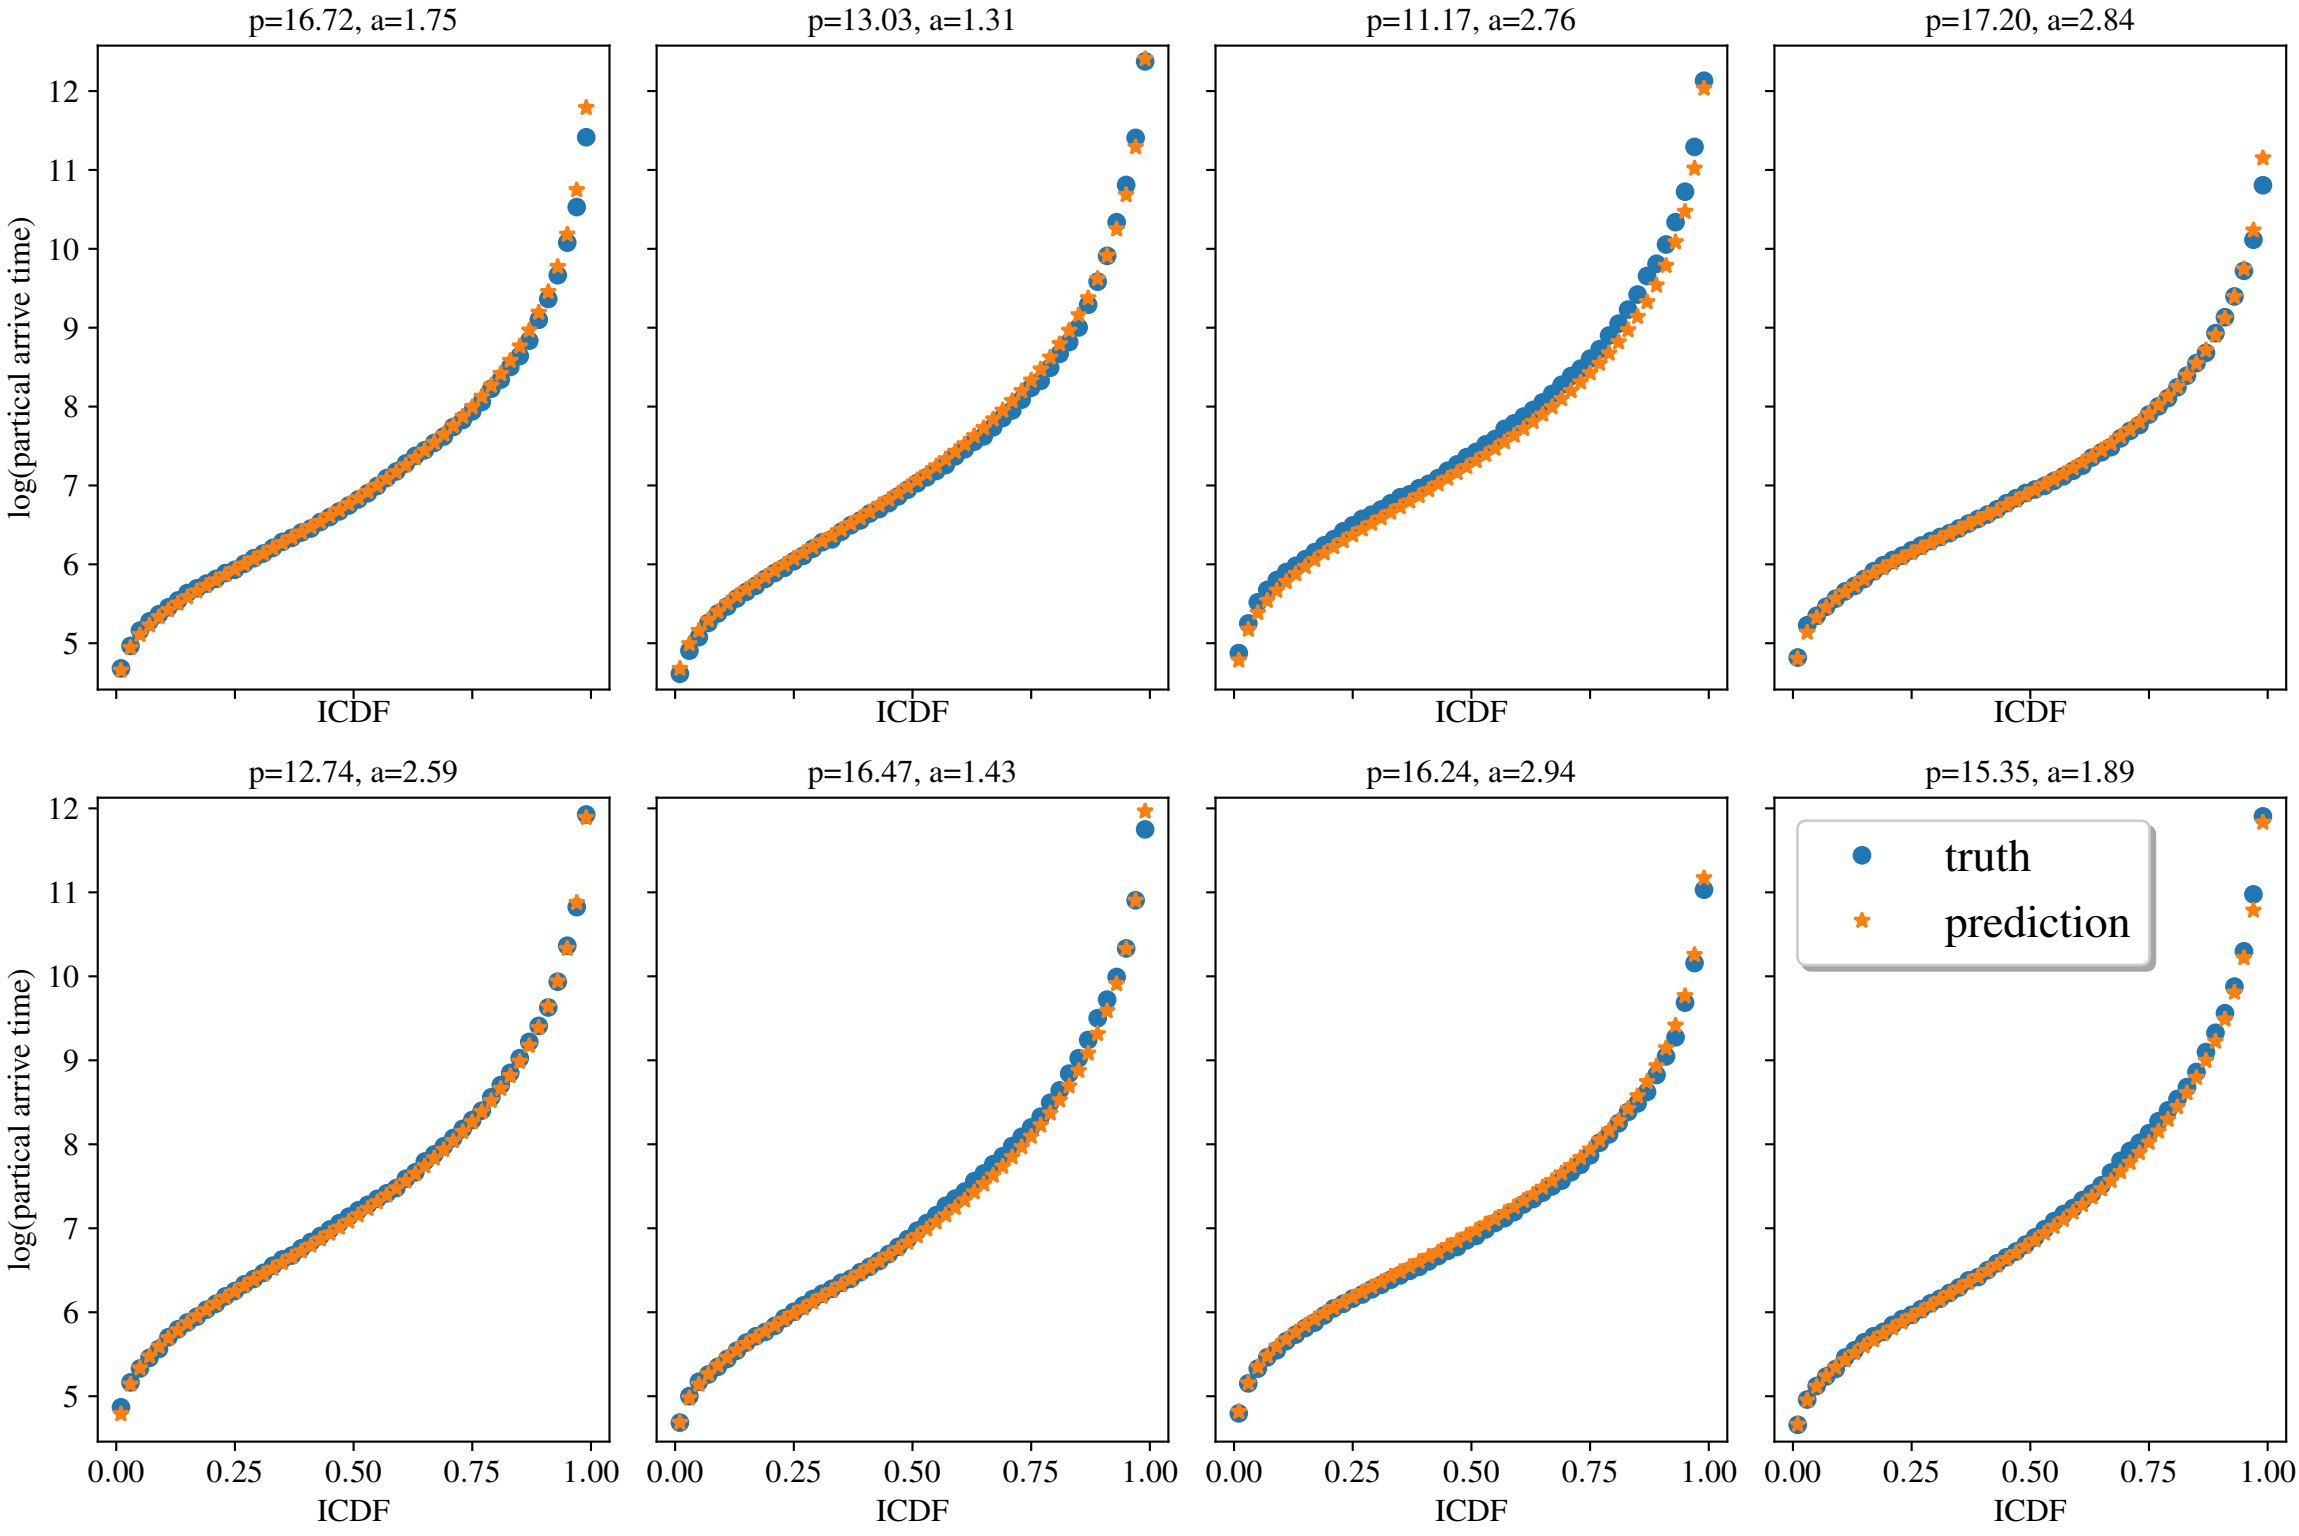 p=16.72, a=1.75
p=13.03, a=1.31
p=11.17, a=2.76
p=17.20, a=2.84
log(partical arrive time)
12
11
10
9
8
7
6
5
ICDF
ICDF
ICDF
ICDF
p=12.74, a=2.59
p=16.47, a=1.43
p=16.24, a=2.94
p=15.35, a=1.89
log(partical arrive time)
12
11
10
9
8
7
6
5
truth
prediction
0.00 0.25 0.50 0.75 1.00
0.00 0.25 0.50 0.75 1.00
0.00 0.25 0.50 0.75 1.00
0.00 0.25 0.50 0.75 1.00
ICDF
ICDF
ICDF
ICDF